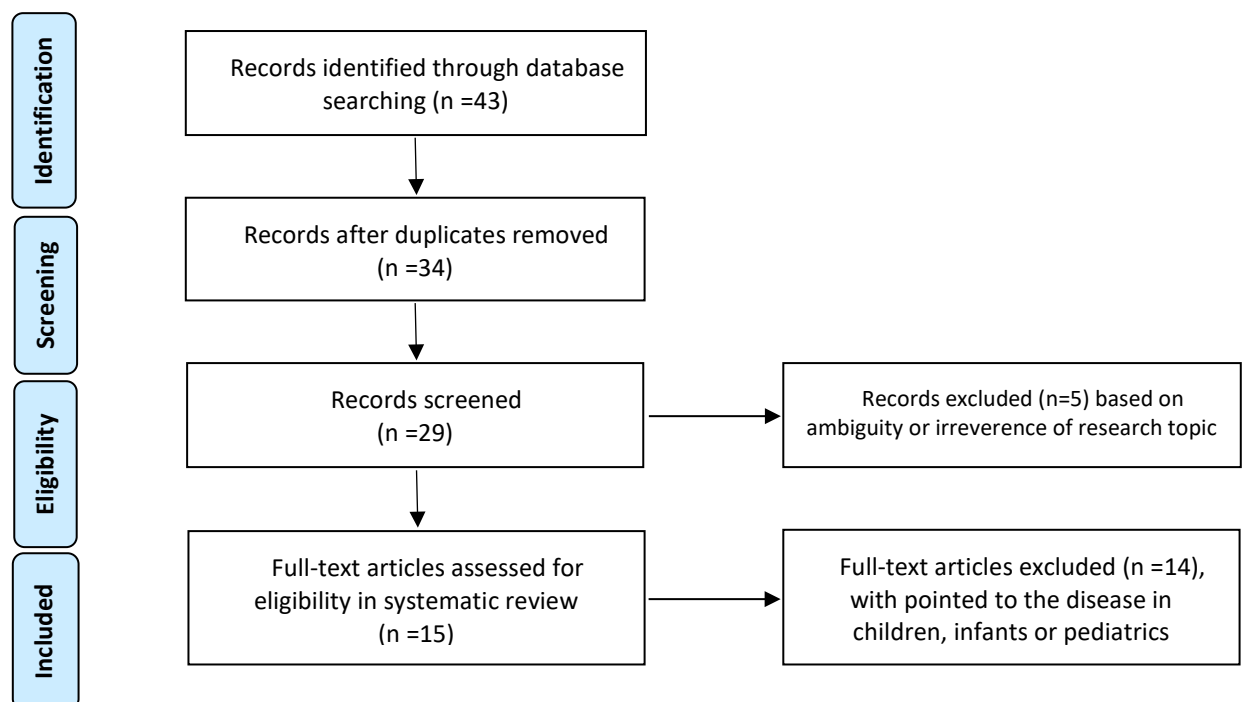 Identification
Records identified through database
searching (n =43)
Screening
Records after duplicates removed
(n =34)
Eligibility
Records screened
(n =29)
Records excluded (n=5) based on
ambiguity or irreverence of research topic
Included
Full-text articles assessed for
eligibility in systematic review
(n =15)
Full-text articles excluded (n =14),
with pointed to the disease in
children, infants or pediatrics